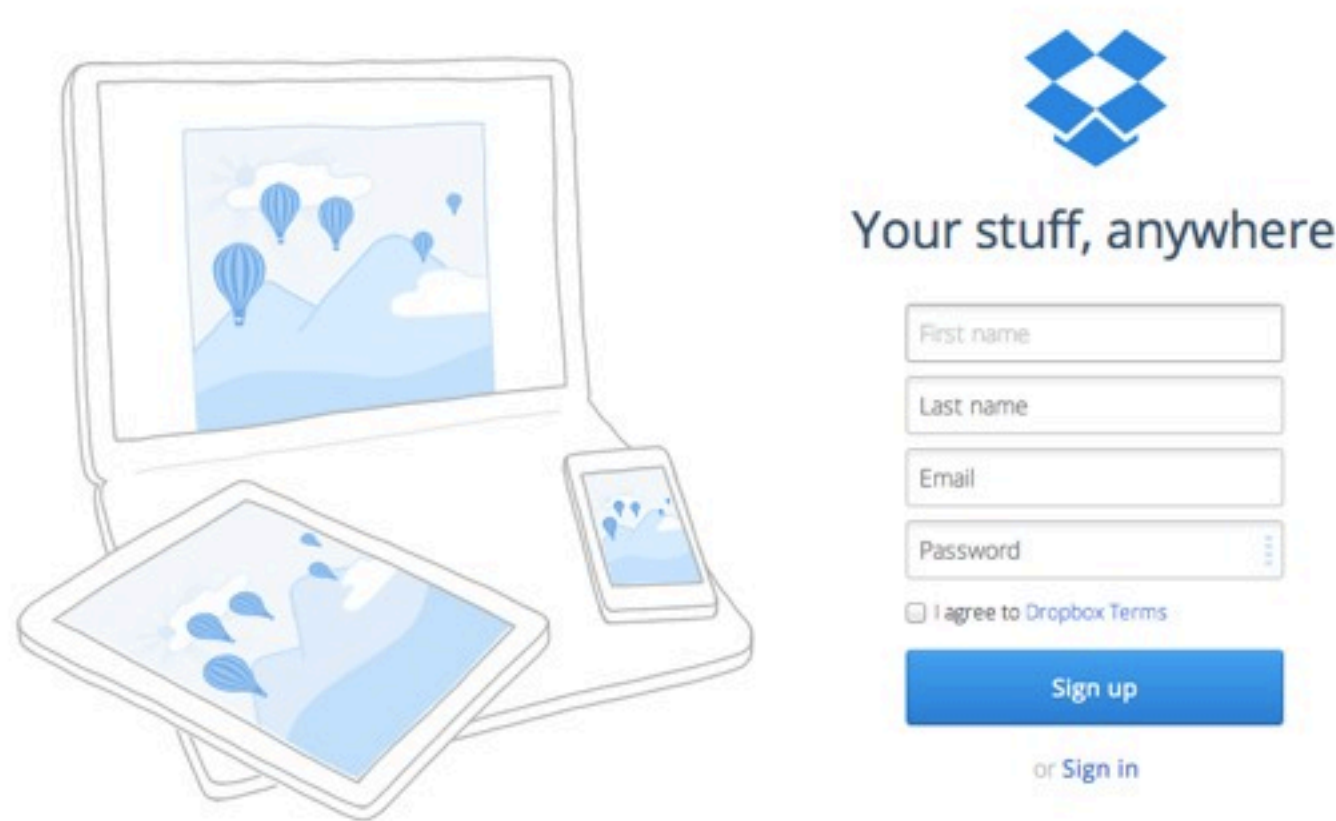 Your stuff, anywhere
First name
Last name
Email
Password
I agree to Dropbox Terms
Sign up
or Sign in